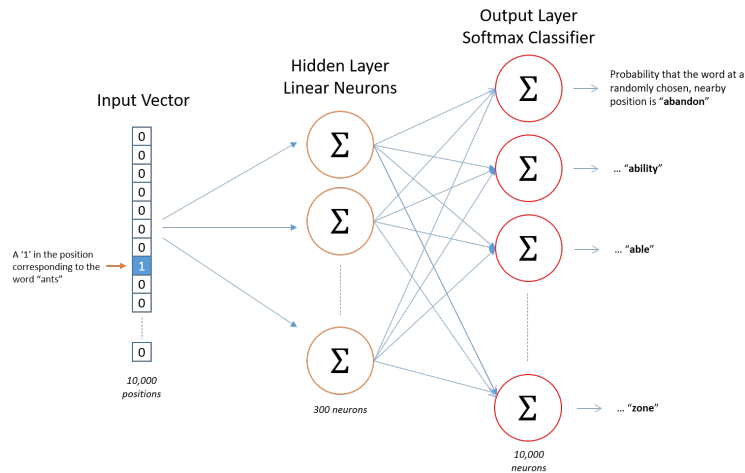 Output Layer
Softmax Classifier
Hidden Layer
Linear Neurons
Input Vector
0
0
0
0
0
0
0
1
0
0
0
A ‘1’ in the position
corresponding to the
word “ants”
10,000
positions
Σ
Σ
Σ
300 neurons
Σ
Σ
Σ
Σ
10,000
neurons
Probability that the word at a
randomly chosen, nearby
position is “abandon”
... “ability”
... “able”
... “zone”